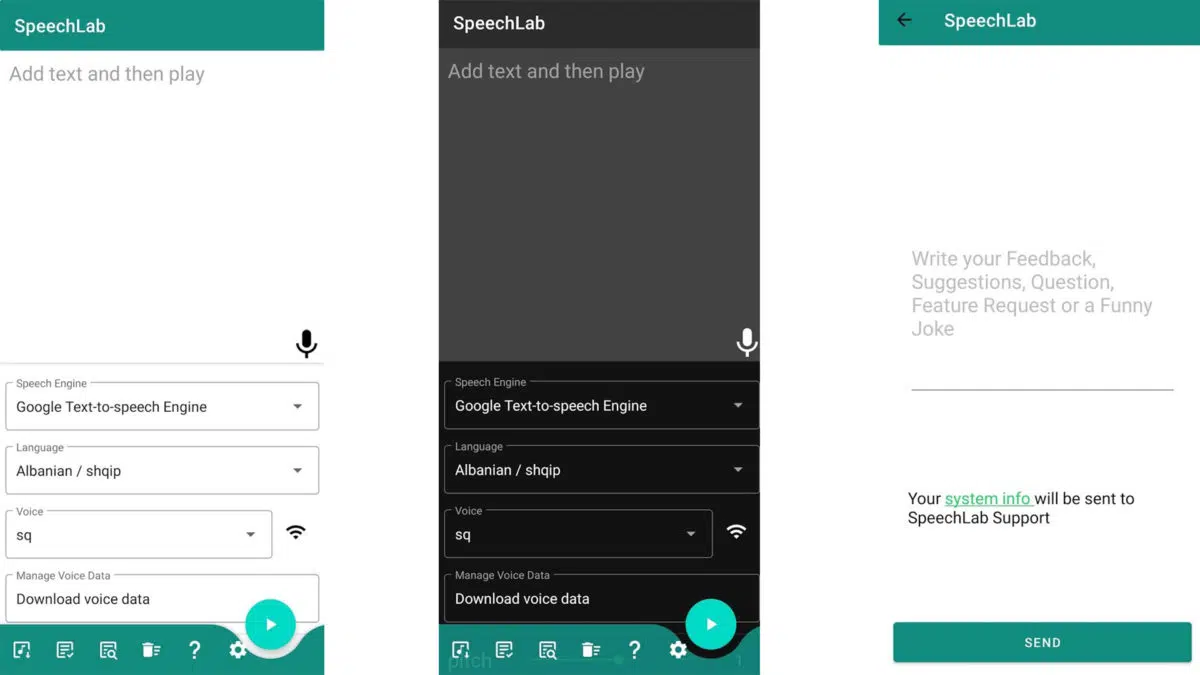 SpeechLab
Add text and then play
Speech Engine
Google Text-to-speech Engine
Language
Albanian / shqip
Voice
sq
Manage Voice Data
Download voice data
?
SpeechLab
Add text and then play
Speech Engine
Google Text-to-speech Engine
Language
Albanian / shqip
Voice
sq
Manage Voice Data
Download voice data
?
pitch
1
SpeechLab
Write your Feedback,
Suggestions, Question,
Feature Request or a Funny
Joke
Your system info will be sent to
SpeechLab Support
SEND